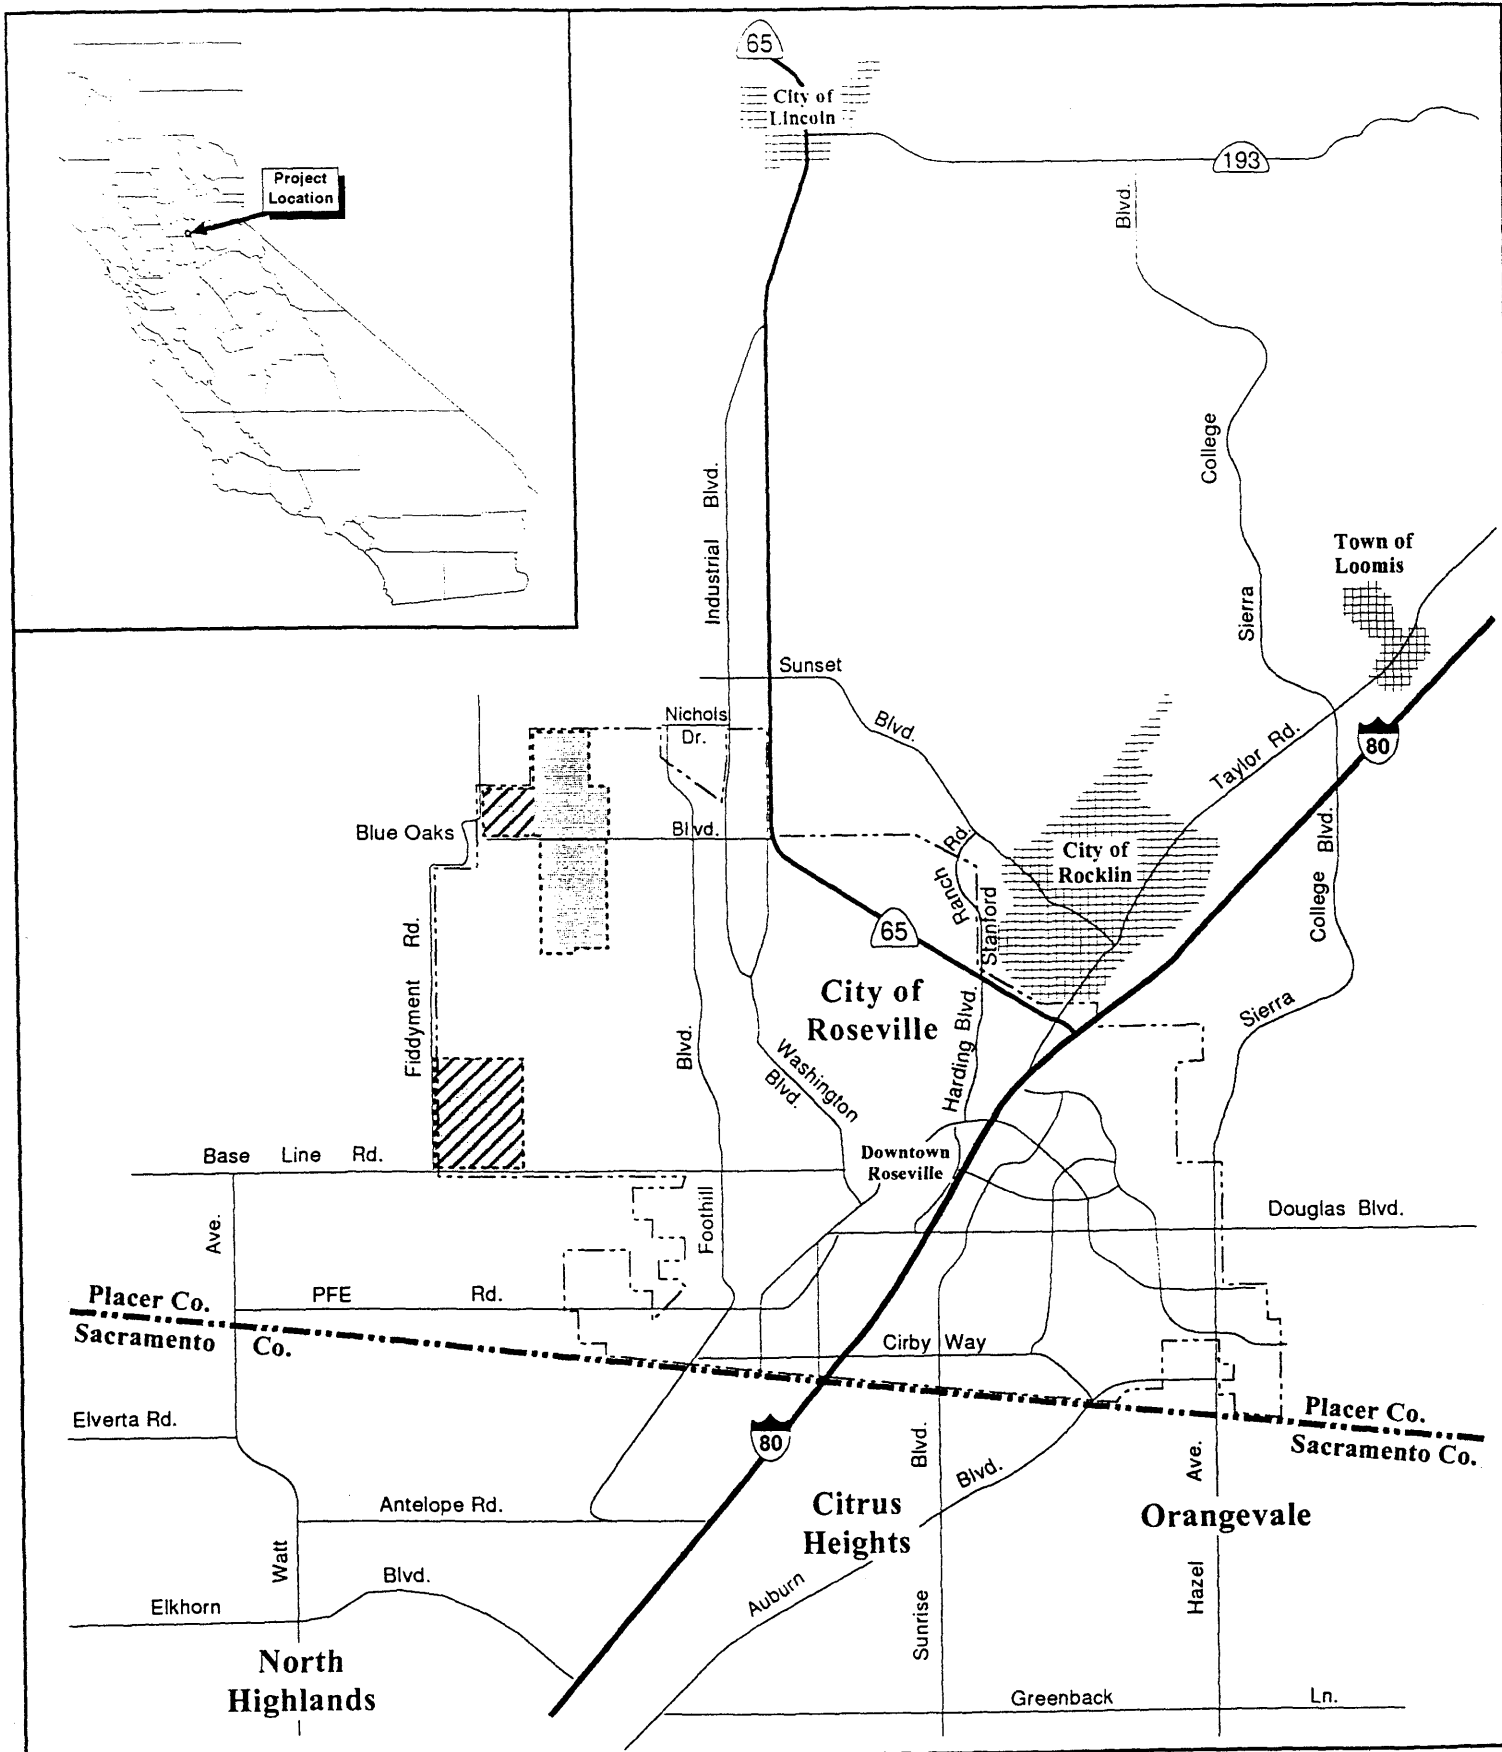 65
City of
Lincoln
193
Project
Location
Blvd.
College
Industrial Blvd.
Town of
Loomis
Sierra
Sunset
Blvd.
Nichols
Dr.
80
Taylor Rd.
Blue Oaks
Blvd.
Rd.
Ranch
Stanford
City of
Rocklin
College Blvd.
65
Fiddyment Rd.
City of
Roseville
Sierra
Blvd.
Washington
Blvd.
Harding Blvd.
Base Line Rd.
Downtown
Roseville
Foothill
Ave.
Douglas Blvd.
Placer Co.
PFE Rd.
Sacramento Co.
Cirby Way
Elverta Rd.
Placer Co.
Sacramento Co.
80
Blvd.
Blvd.
Ave.
Antelope Rd.
Citrus
Heights
Orangevale
Watt
Blvd.
Elkhorn
Auburn
Sunrise
Hazel
North
Highlands
Greenback Ln.